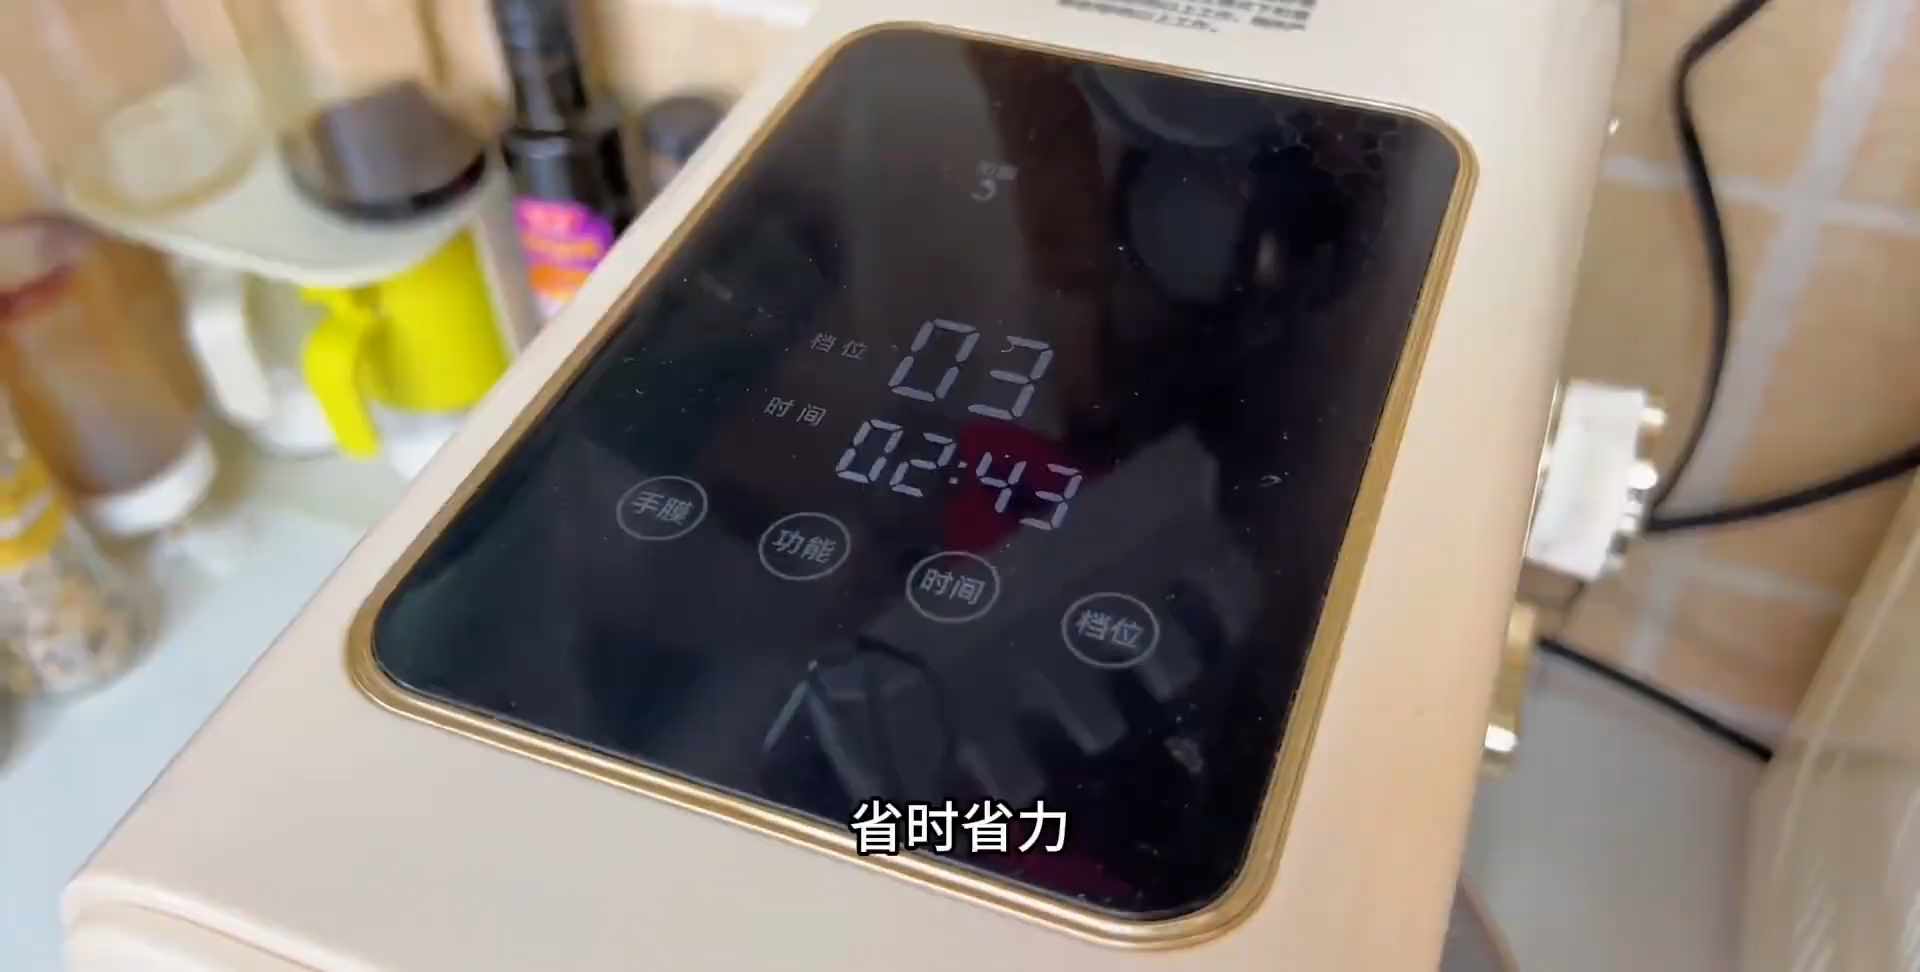 档位 03
时间 02:43
手膜 功能 时间 档位
省时省力